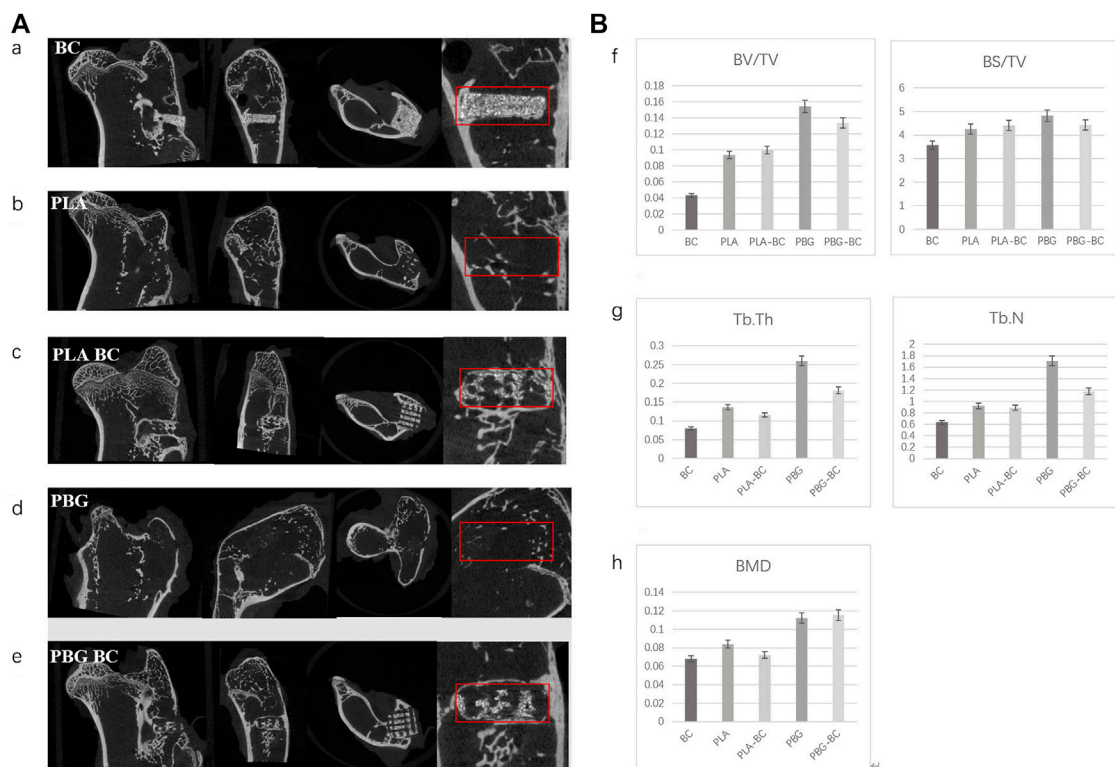 A
B
a
BC
b
PLA
c
PLA BC
d
PBG
e
PBG BC
f
BV/TV
0.18
0.16
0.14
0.12
0.1
0.08
0.06
0.04
0.02
0
BC PLA PLA-BC PBG PBG-BC
BS/TV
6
5
4
3
2
1
0
BC PLA PLA-BC PBG PBG-BC
g
Tb.Th
0.3
0.25
0.2
0.15
0.1
0.05
0
BC PLA PLA-BC PBG PBG-BC
Tb.N
2
1.8
1.6
1.4
1.2
1
0.8
0.6
0.4
0.2
0
BC PLA PLA-BC PBG PBG-BC
h
BMD
0.14
0.12
0.1
0.08
0.06
0.04
0.02
0
BC PLA PLA-BC PBG PBG-BC